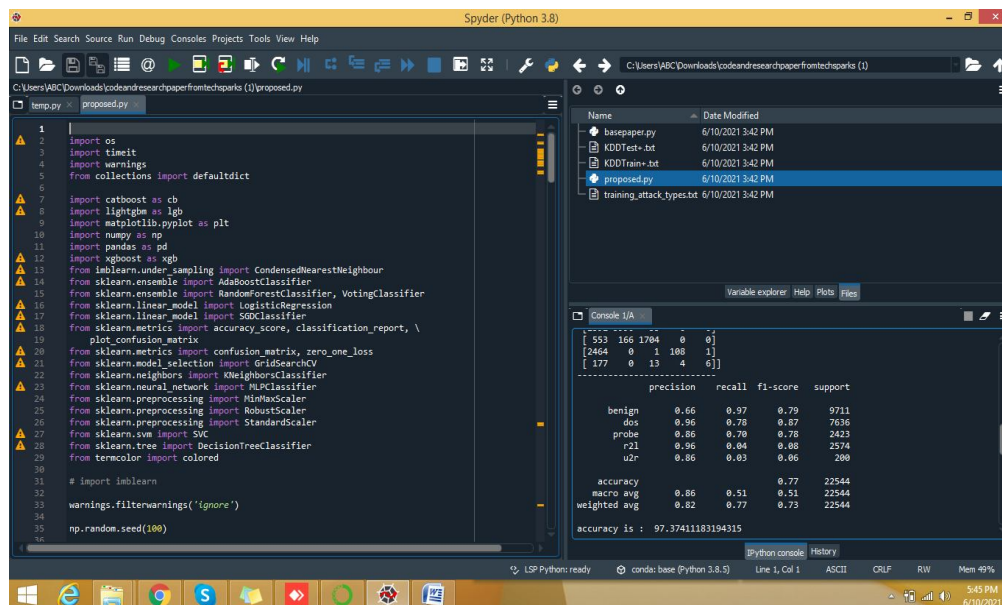 Spyder (Python 3.8)
File Edit Search Source Run Debug Consoles Projects Tools View Help
C:\Users\ABC\Downloads\codeandresearchpaperfromtechsparks (1)
C:\Users\ABC\Downloads\codeandresearchpaperfromtechsparks (1)\proposed.py
temp.py
proposed.py
1
2 import os
3 import timeit
4 import warnings
5 from collections import defaultdict
6
7 import catboost as cb
8 import lightgbm as lgb
9 import matplotlib.pyplot as plt
10 import numpy as np
11 import pandas as pd
12 import xgboost as xgb
13 from imblearn.under_sampling import CondensedNearestNeighbour
14 from sklearn.ensemble import AdaBoostClassifier
15 from sklearn.ensemble import RandomForestClassifier, VotingClassifier
16 from sklearn.linear_model import LogisticRegression
17 from sklearn.linear_model import SGDClassifier
18 from sklearn.metrics import accuracy_score, classification_report, \
19 plot_confusion_matrix
20 from sklearn.metrics import confusion_matrix, zero_one_loss
21 from sklearn.model_selection import GridSearchCV
22 from sklearn.neighbors import KNeighborsClassifier
23 from sklearn.neural_network import MLPClassifier
24 from sklearn.preprocessing import MinMaxScaler
25 from sklearn.preprocessing import RobustScaler
26 from sklearn.preprocessing import StandardScaler
27 from sklearn.svm import SVC
28 from sklearn.tree import DecisionTreeClassifier
29 from termcolor import colored
30
31 # import imblearn
32
33 warnings.filterwarnings('ignore')
34
35 np.random.seed(100)
36
Name Date Modified
basepaper.py 6/10/2021 3:42 PM
KDDTest+.txt 6/10/2021 3:42 PM
KDDTrain+.txt 6/10/2021 3:42 PM
proposed.py 6/10/2021 3:42 PM
training_attack_types.txt 6/10/2021 3:42 PM
Variable explorer Help Plots Files
Console 1/A
[ 553 166 1704 0 0]
[2464 0 1 108 1]
[ 177 0 13 4 6]]
----------------------------
precision recall f1-score support
benign 0.66 0.97 0.79 9711
dos 0.96 0.78 0.87 7636
probe 0.86 0.70 0.78 2423
r2l 0.96 0.04 0.08 2574
u2r 0.86 0.03 0.06 200
accuracy 0.77 22544
macro avg 0.86 0.51 0.51 22544
weighted avg 0.82 0.77 0.73 22544
accuracy is : 97.37411183194315
IPython console History
LSP Python: ready conda: base (Python 3.8.5) Line 1, Col 1 ASCII CRLF RW Mem 49%
5:45 PM
6/10/2021